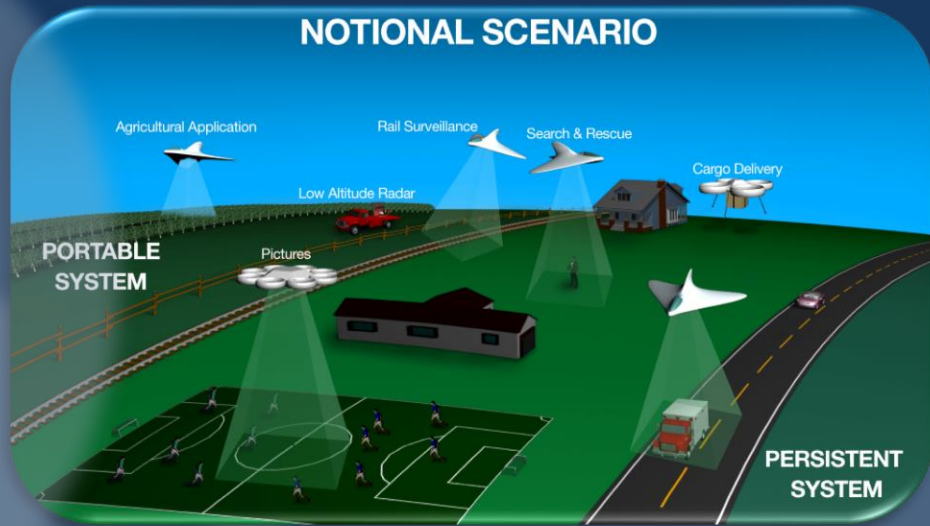 NOTIONAL SCENARIO
Agricultural Application
Rail Surveillance
Search & Rescue
Cargo Delivery
Low Altitude Radar
PORTABLE
SYSTEM
Pictures
PERSISTENT
SYSTEM